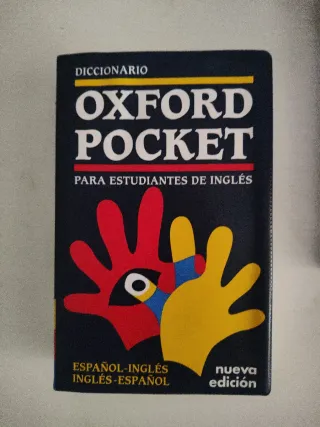 DICCIONARIO
OXFORD
POCKET
PARA ESTUDIANTES DE INGLÉS
ESPAÑOL-INGLÉS
INGLÉS-ESPAÑOL
nueva
edición